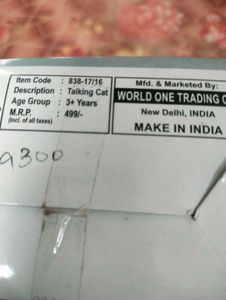 Item Code : 838-17/16
Description : Talking Cat
Age Group : 3+ Years
M.R.P. : 499/-
(Incl. of all taxes)
Mfd. & Marketed By:
WORLD ONE TRADING
New Delhi, INDIA
MAKE IN INDIA
a300